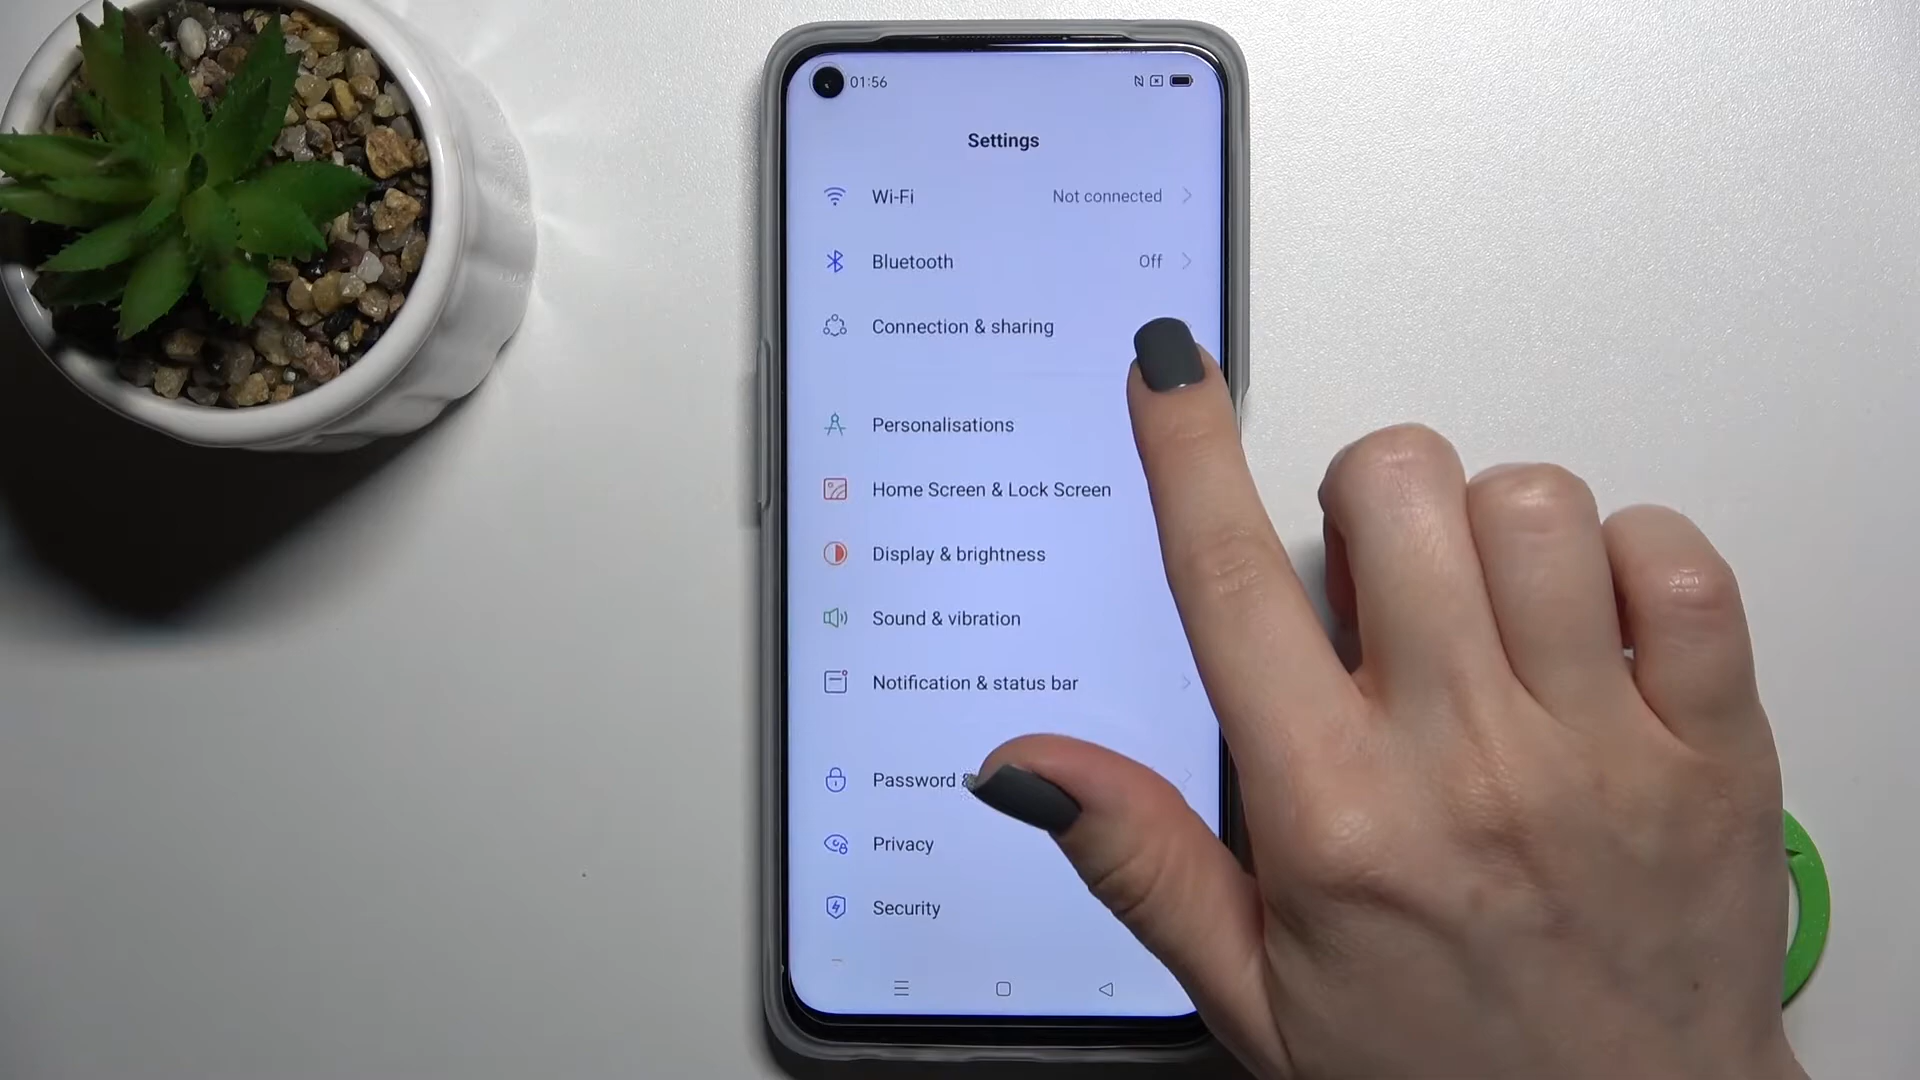 01:56
Settings
Wi-Fi Not connected
Bluetooth Off
Connection & sharing
Personalisations
Home Screen & Lock Screen
Display & brightness
Sound & vibration
Notification & status bar
Password
Privacy
Security